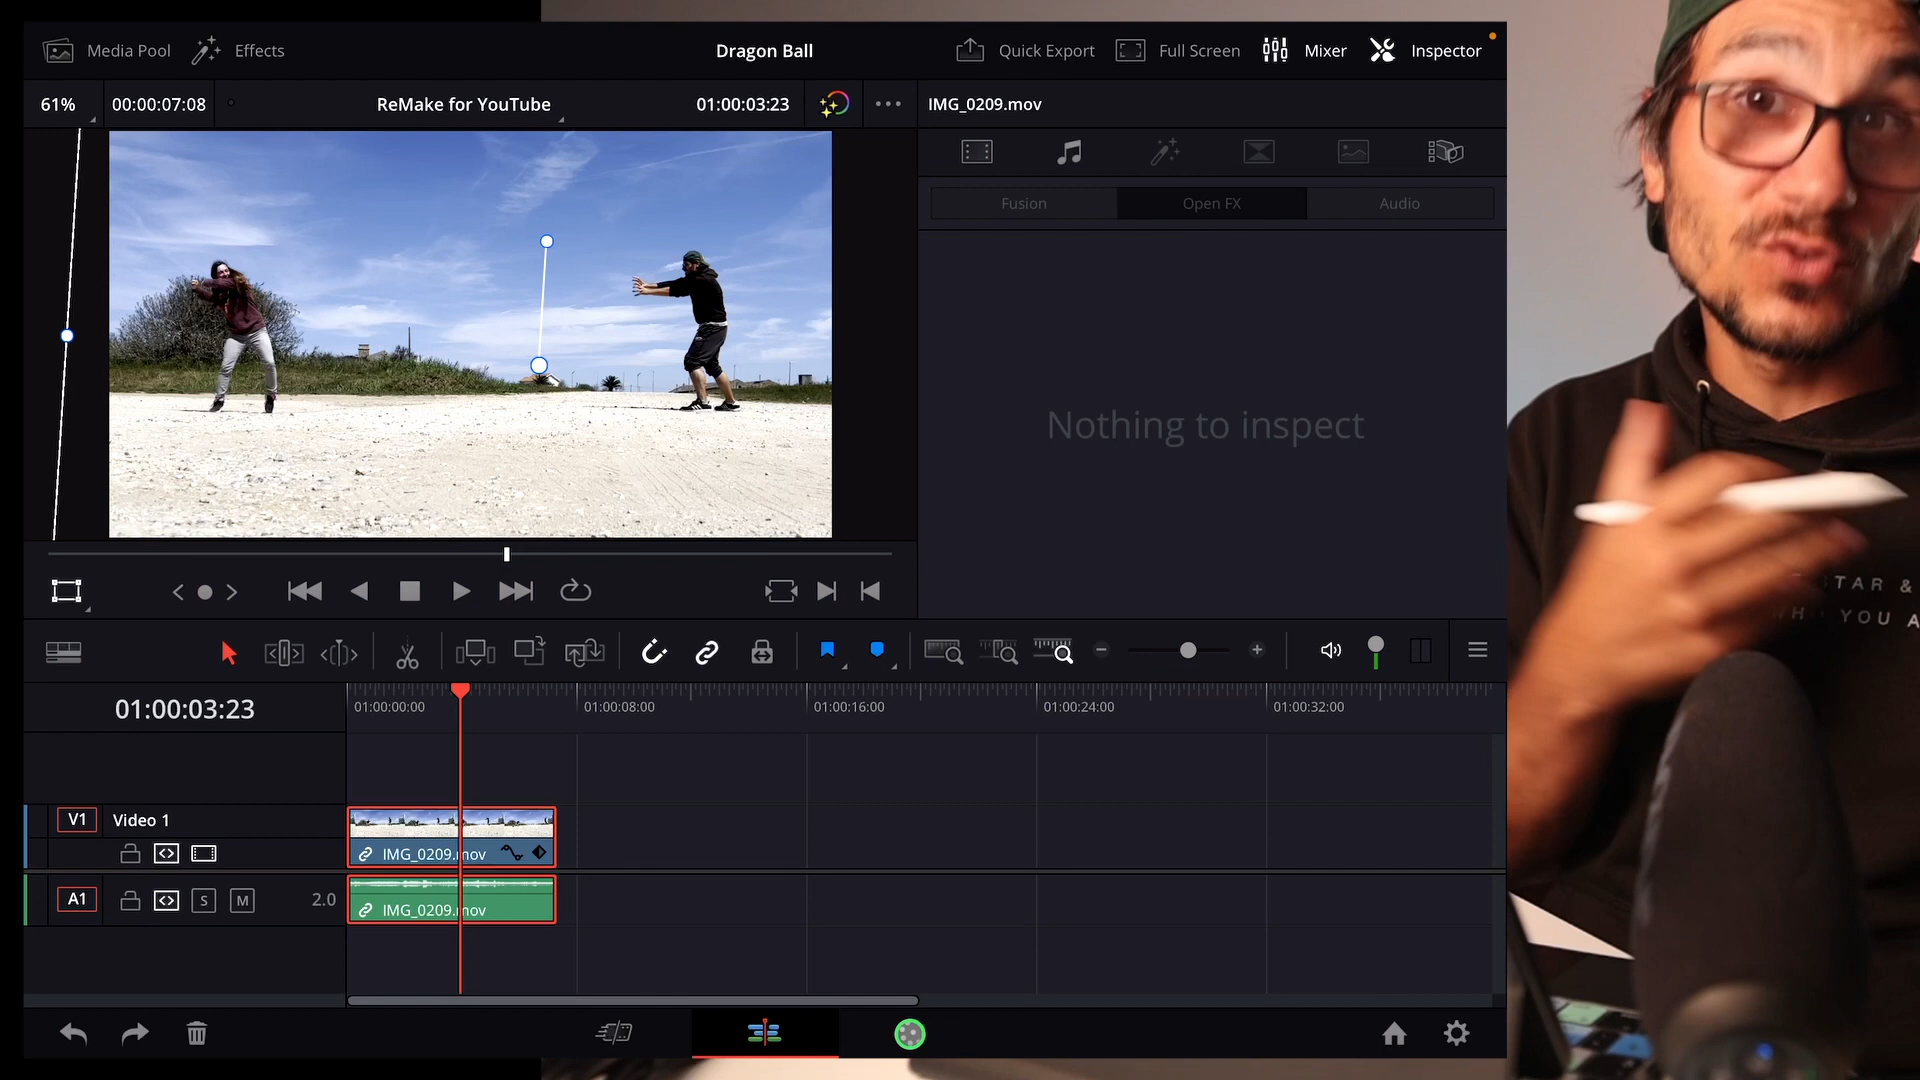 Media Pool Effects Dragon Ball Quick Export Full Screen Mixer Inspector
61% 00:00:07:08 ReMake for YouTube 01:00:03:23 IMG_0209.mov
Fusion Open FX Audio
Nothing to inspect
TAR &
YOU A
01:00:03:23 01:00:00:00 01:00:08:00 01:00:16:00 01:00:24:00 01:00:32:00
V1 Video 1
IMG_0209.mov
A1 S M 2.0
IMG_0209.mov